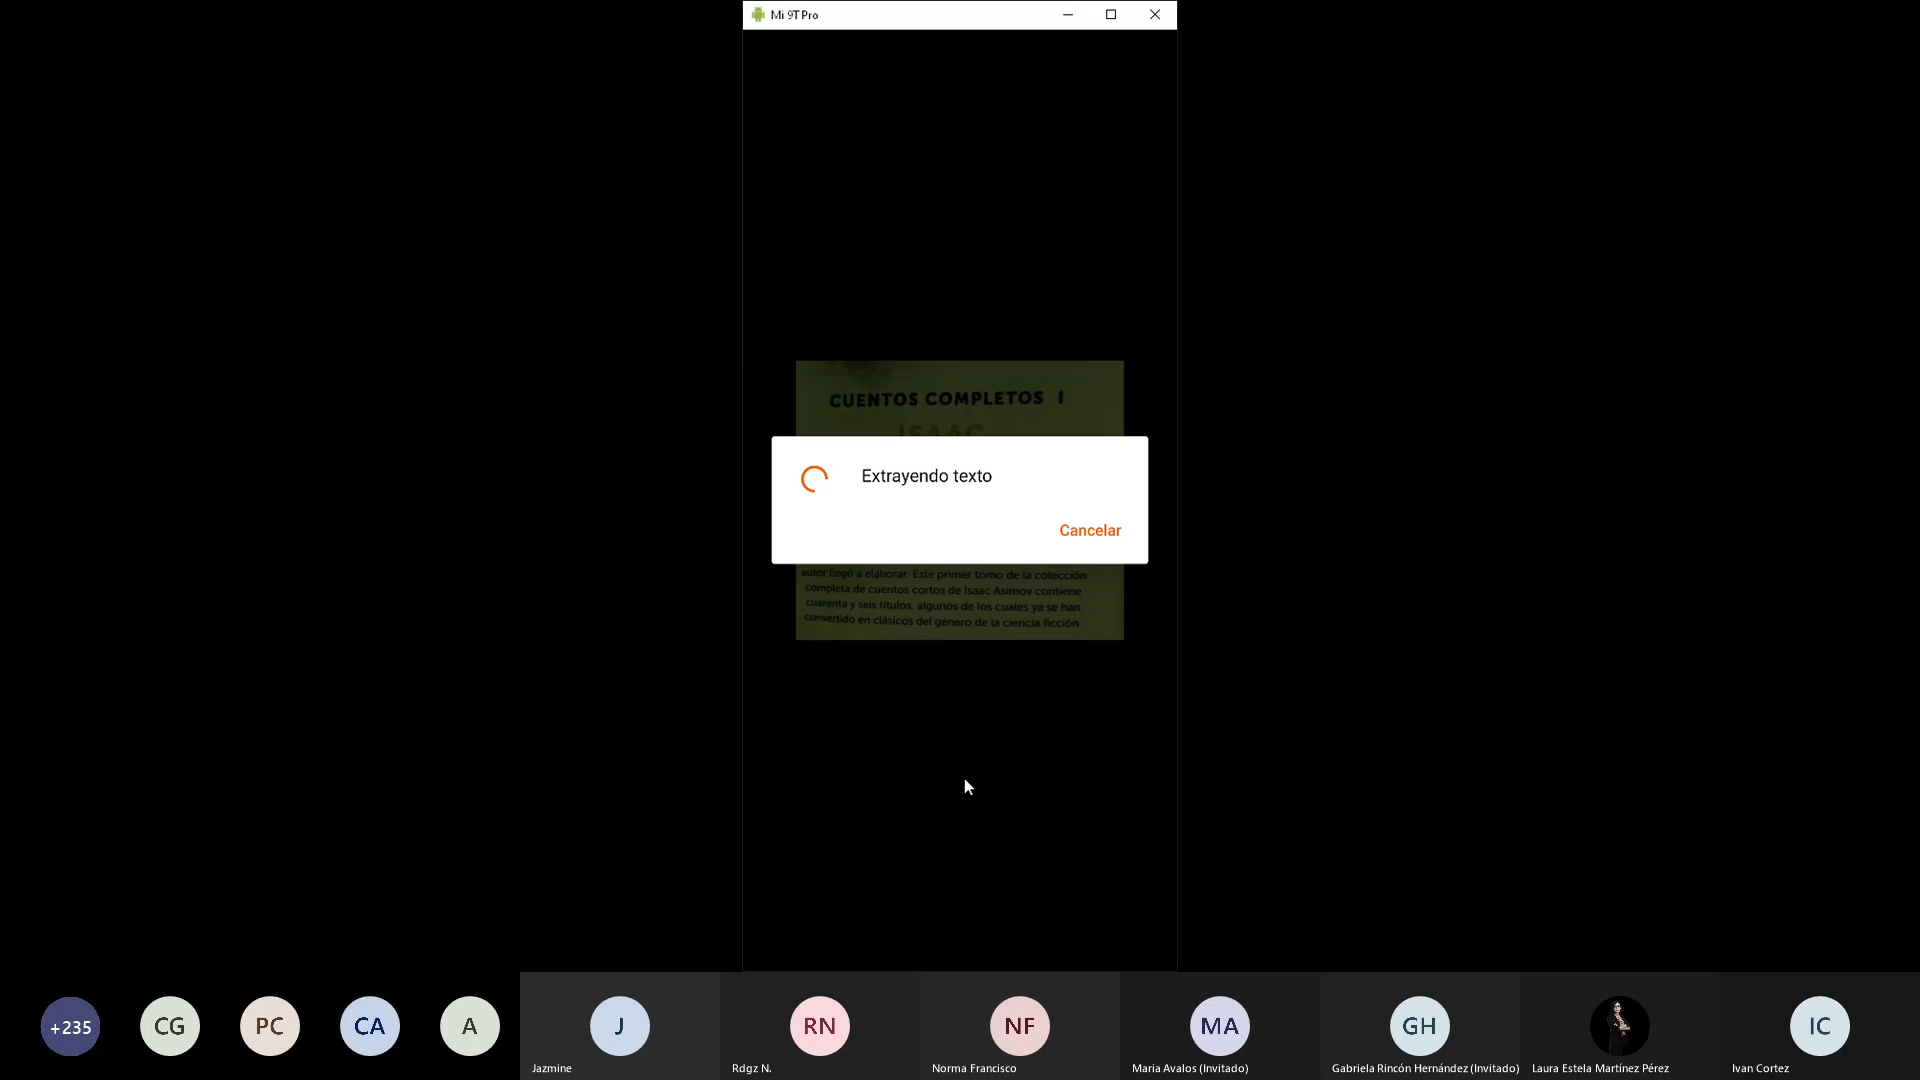 Mi 9T Pro
CUENTOS COMPLETOS I
ISAAC
Extrayendo texto
Cancelar
autor llegó a elaborar. Este primer tomo de la colección
completa de cuentos cortos de Isaac Asimov contiene
cuarenta y seis títulos, algunos de los cuales ya se han
convertido en clásicos del género de la ciencia ficción.
+235
CG
PC
CA
A
J
RN
NF
MA
GH
IC
Jazmine
Rdgz N.
Norma Francisco
Maria Avalos (Invitado)
Gabriela Rincón Hernández (Invitado)
Laura Estela Martínez Pérez
Ivan Cortez